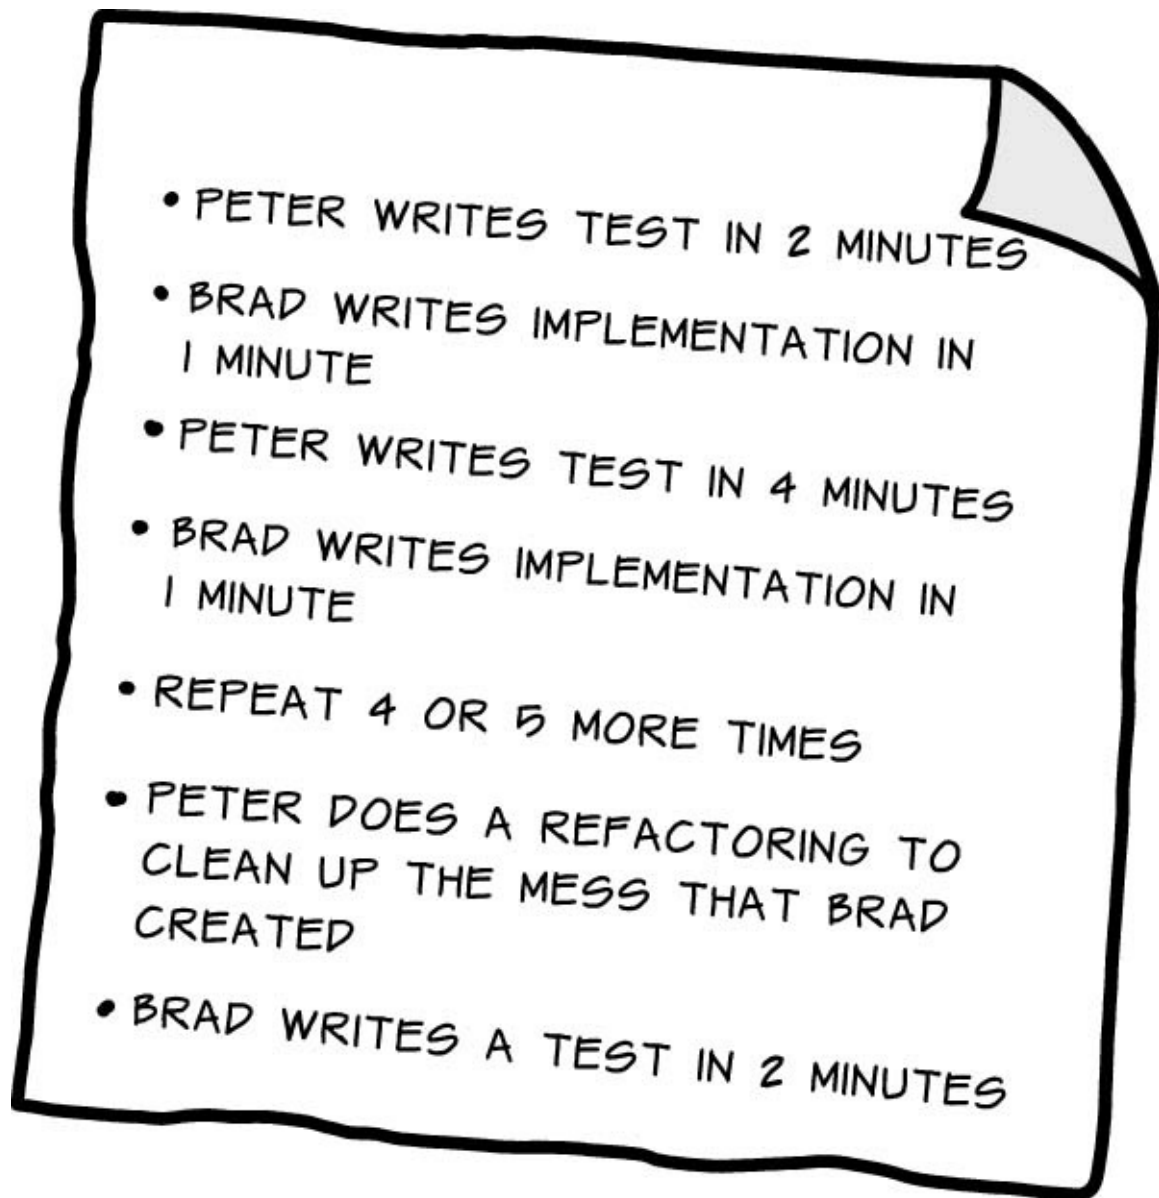 • PETER WRITES TEST IN 2 MINUTES
• BRAD WRITES IMPLEMENTATION IN
1 MINUTE
• PETER WRITES TEST IN 4 MINUTES
• BRAD WRITES IMPLEMENTATION IN
1 MINUTE
• REPEAT 4 OR 5 MORE TIMES
• PETER DOES A REFACTORING TO
CLEAN UP THE MESS THAT BRAD
CREATED
• BRAD WRITES A TEST IN 2 MINUTES